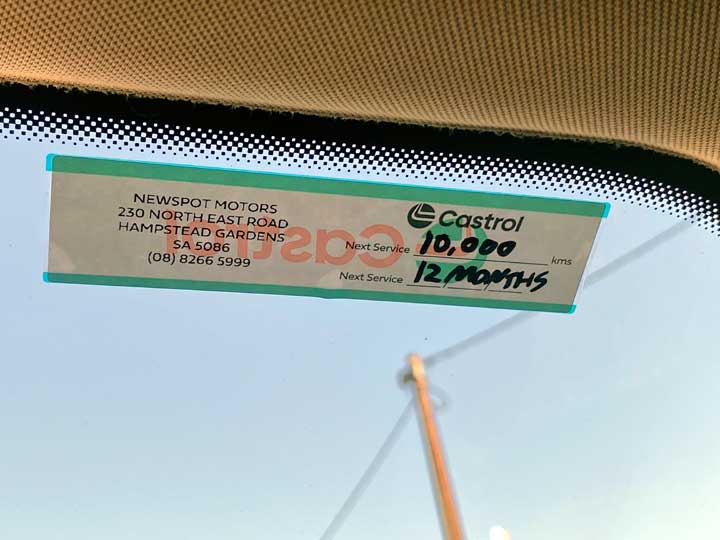 NEWSPOT MOTORS
230 NORTH EAST ROAD
HAMPSTEAD GARDENS
SA 5086
(08) 8266 5999
Castrol
Next Service 10,000 kms
Next Service 12 MONTHS
Castrol